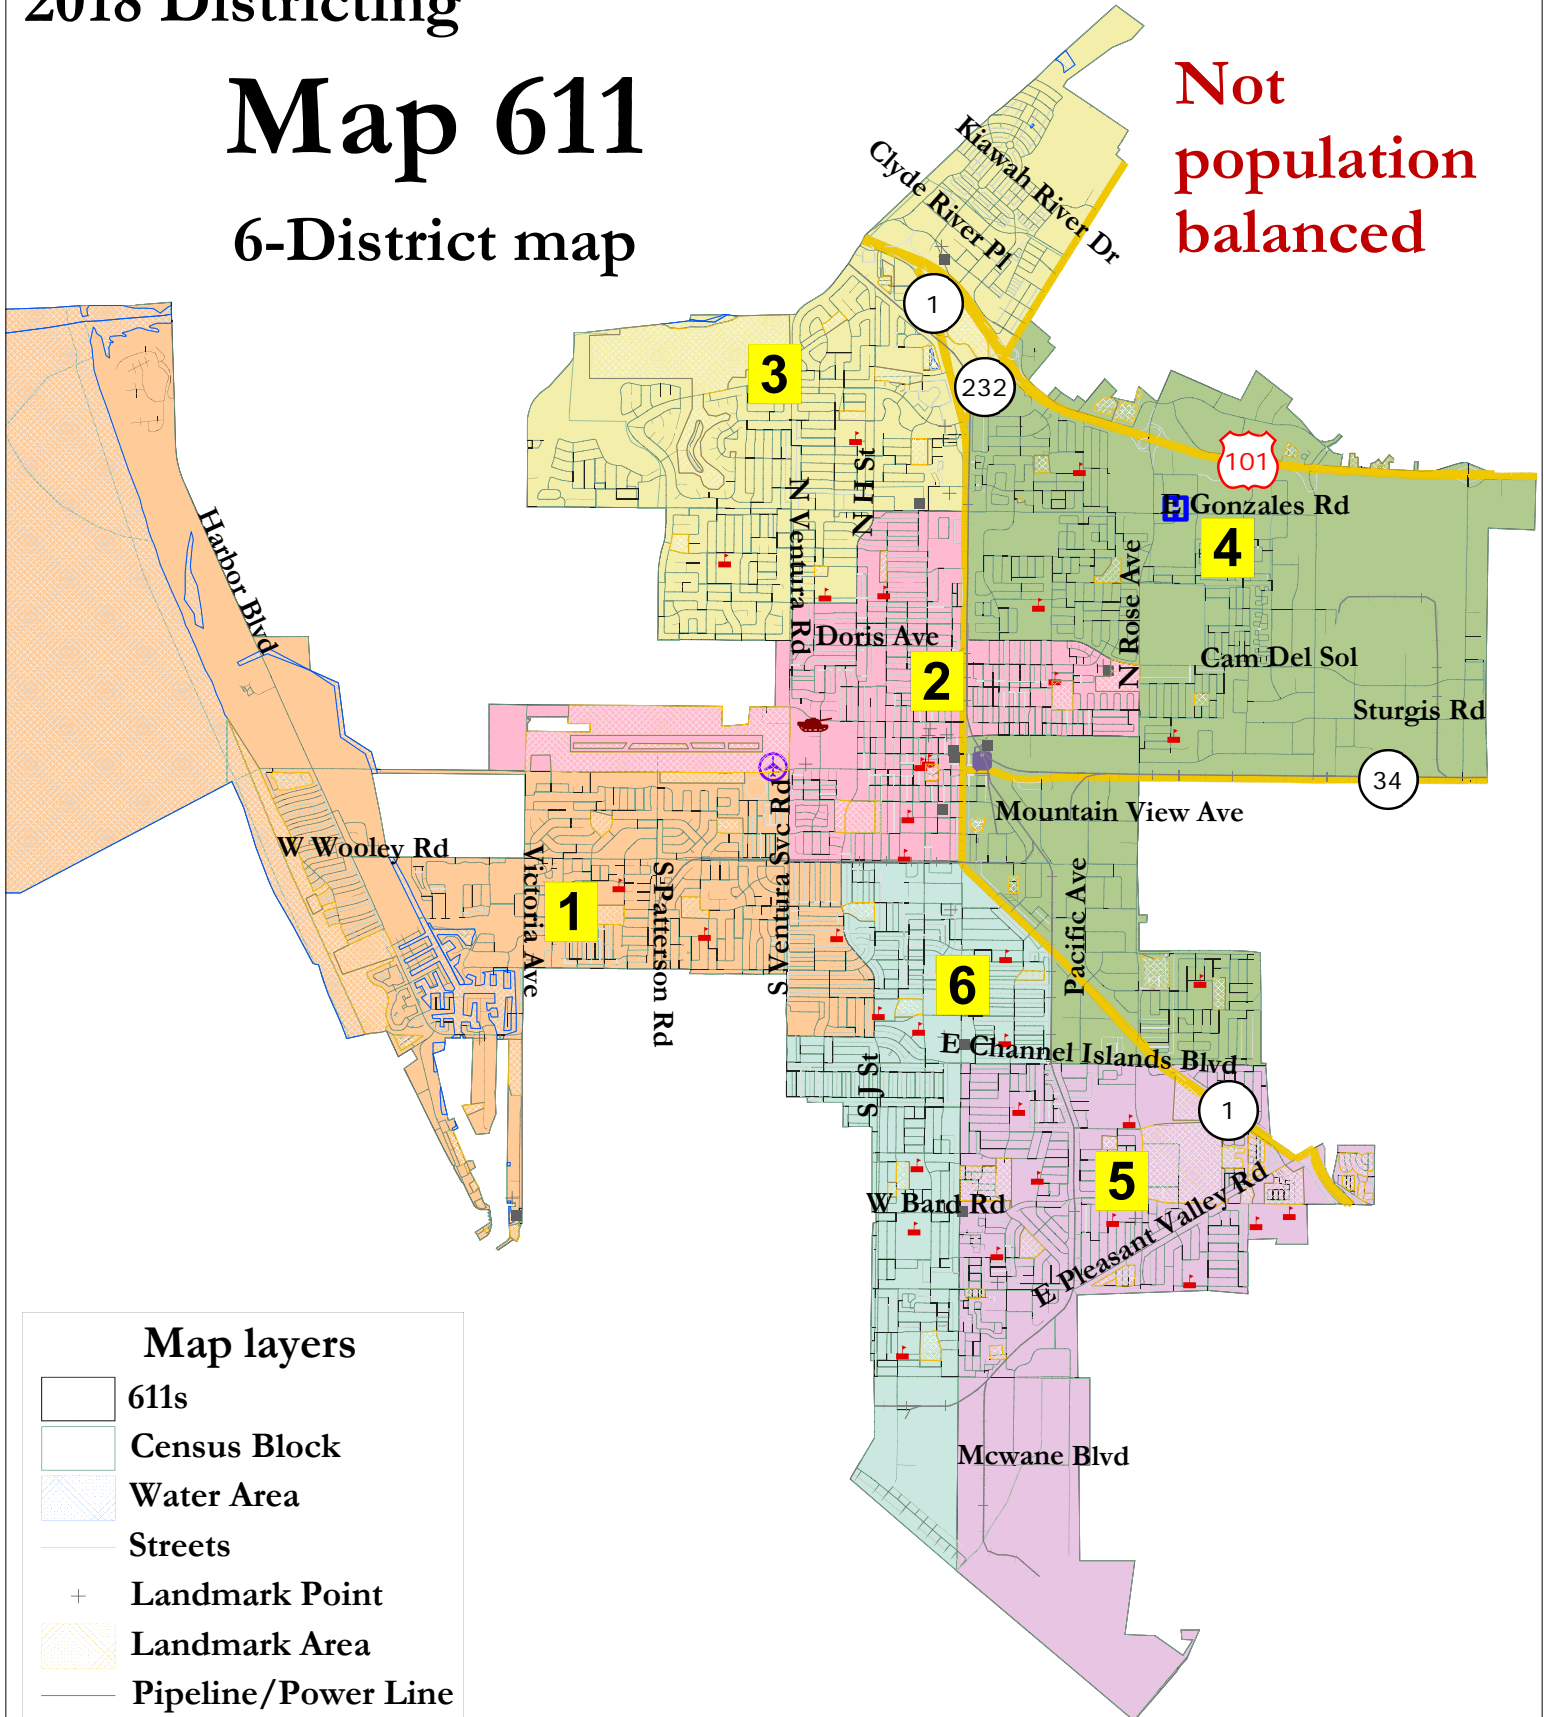 2018 Districting
Map 611
6-District map
Not
population
balanced
Kiawah River Dr
Clyde River Pl
1
232
3
101
N H St
E Gonzales Rd
4
N Ventura Rd
Harbor Blvd
N Rose Ave
Doris Ave
Cam Del Sol
2
Sturgis Rd
34
Mountain View Ave
W Wooley Rd
Victoria Ave
S Patterson Rd
S Ventura Svc Rd
1
Pacific Ave
6
E Channel Islands Blvd
S J St
1
5
W Bard Rd
E Pleasant Valley Rd
Mcwane Blvd
Map layers
611s
Census Block
Water Area
Streets
Landmark Point
Landmark Area
Pipeline/Power Line